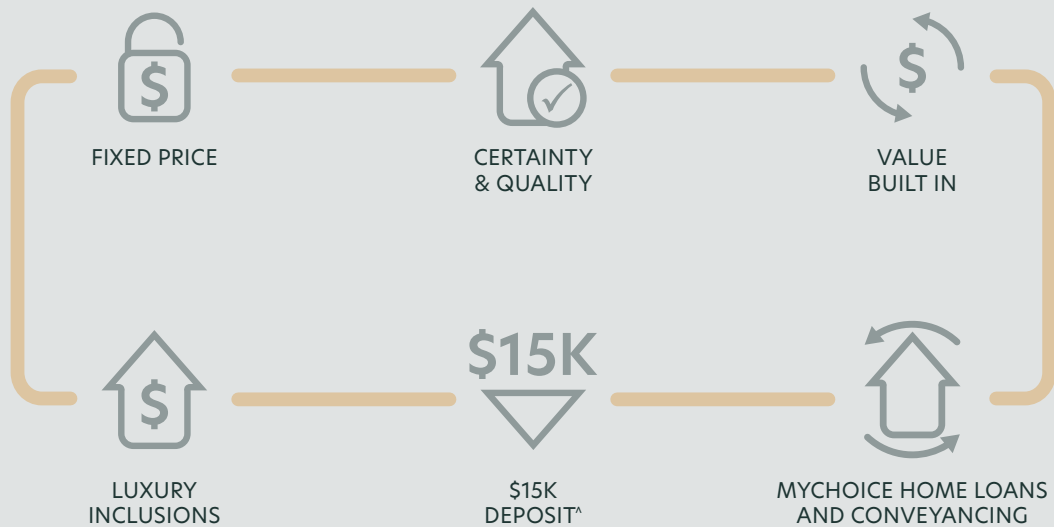 $
$
FIXED PRICE
CERTAINTY
& QUALITY
VALUE
BUILT IN
$
$15K
LUXURY
INCLUSIONS
$15K
DEPOSIT^
MYCHOICE HOME LOANS
AND CONVEYANCING